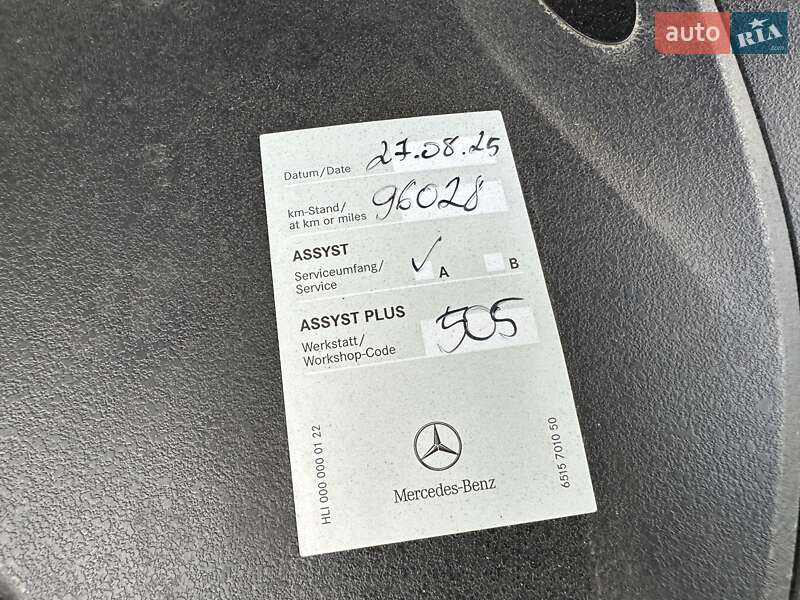 auto RIA .com
Datum/Date 27.08.25
km-Stand/
at km or miles 96028
ASSYST
Serviceumfang/
Service ✓ A B
ASSYST PLUS
Werkstatt/
Workshop-Code 505
HLI 000 000 01 22
6515 7010 50
Mercedes-Benz